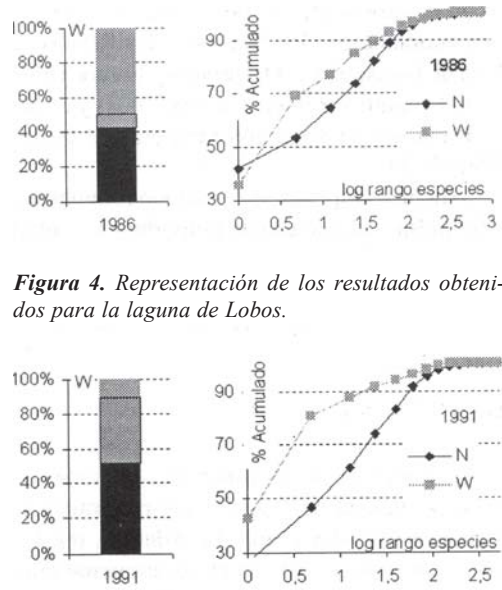 100%
80%
60%
40%
20%
0%
W
1986
% Acumulado
90
70
50
30
1986
N
W
log rango especies
0 0,5 1 1,5 2 2,5 3
Figura 4. Representación de los resultados obteni-
dos para la laguna de Lobos.
100%
80%
60%
40%
20%
0%
W
1991
% Acumulado
90
70
50
30
1991
N
W
log rango especies
0 0,5 1 1,5 2 2,5